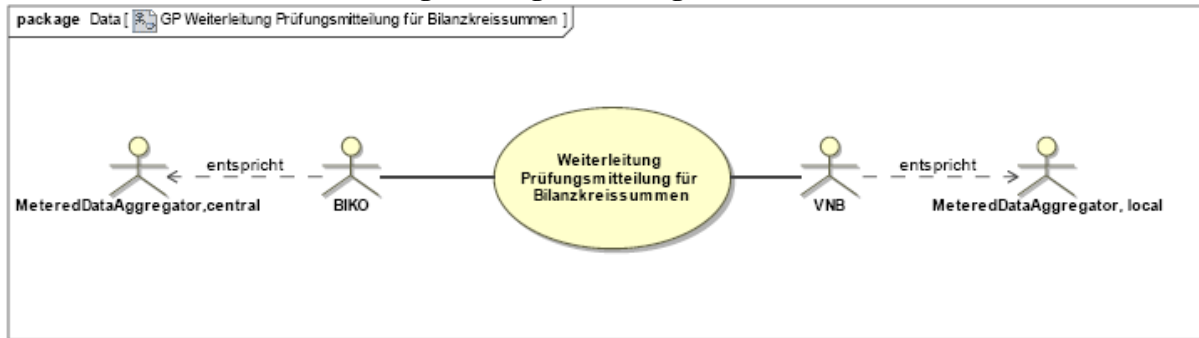 package Data [ GP Weiterleitung Prüfungsmitteilung für Bilanzkreissummen ]
Weiterleitung
Prüfungsmitteilung für
Bilanzkreissummen
entspricht
entspricht
MeteredDataAggregator,central
BIKO
VNB
MeteredDataAggregator, local